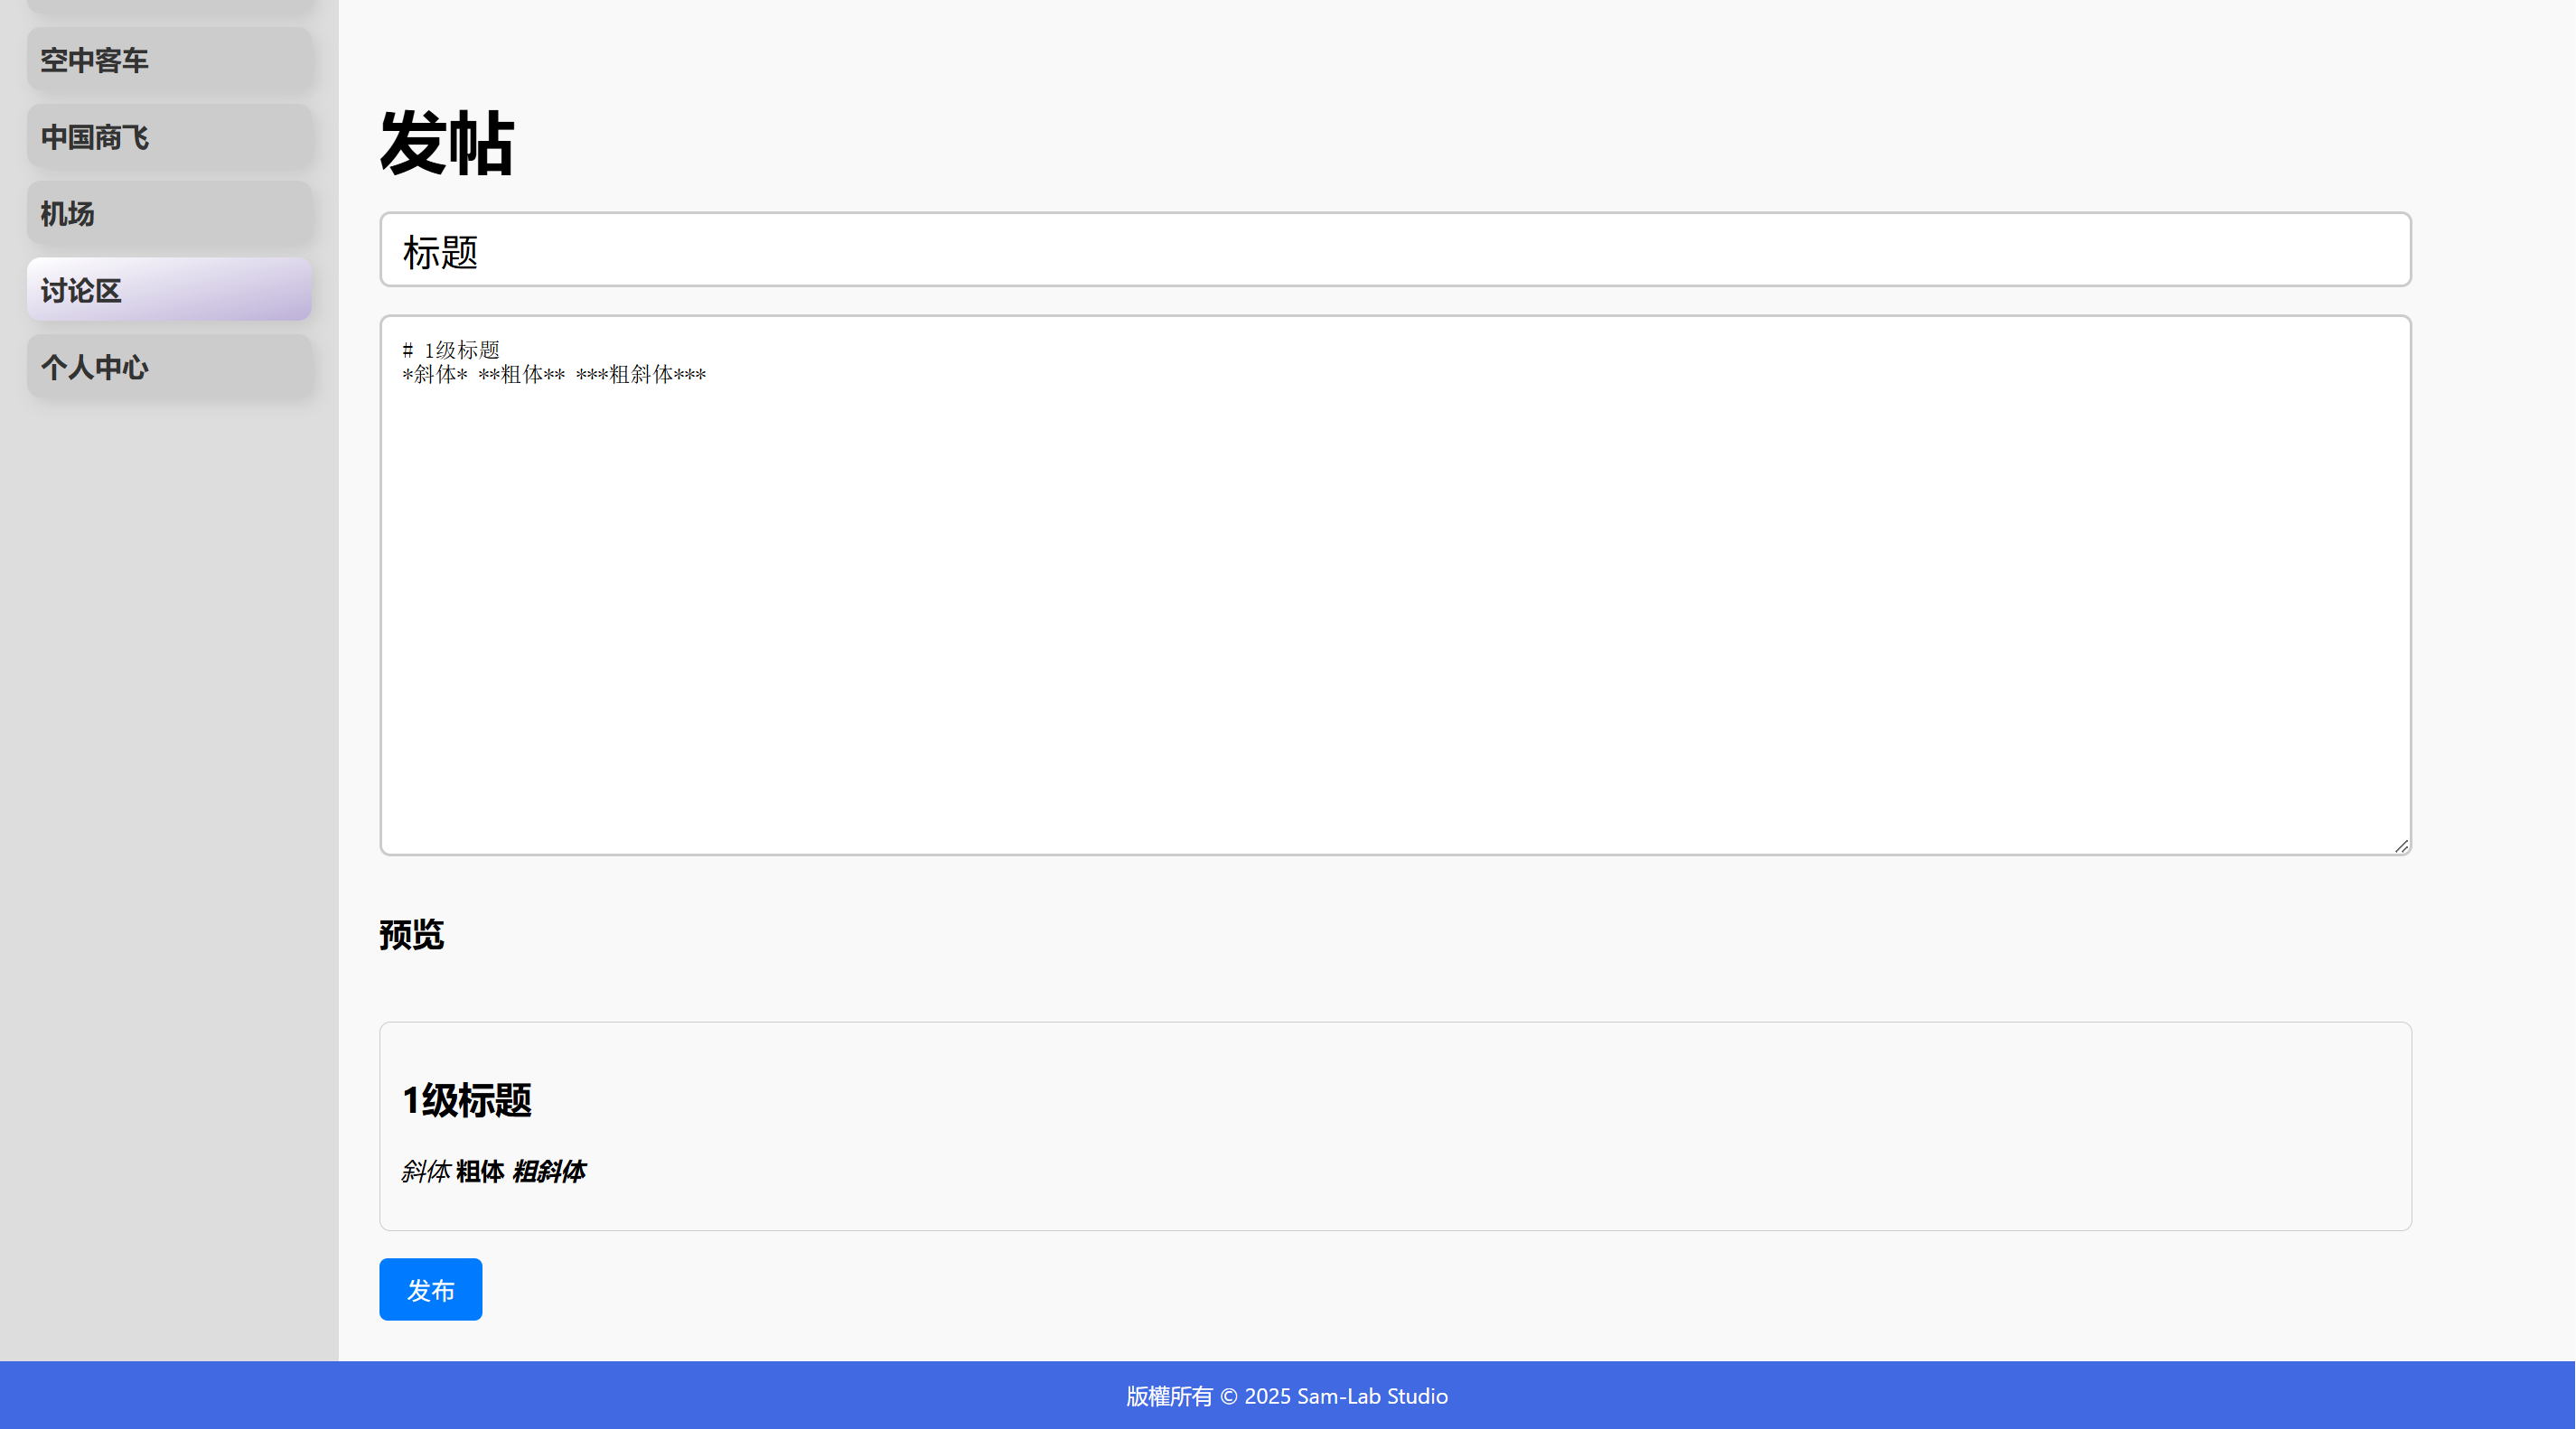 空中客车
中国商飞
机场
讨论区
个人中心
发帖
标题
# 1级标题
*斜体* **粗体** ***粗斜体***
预览
1级标题
斜体 粗体 粗斜体
发布
版權所有 © 2025 Sam-Lab Studio